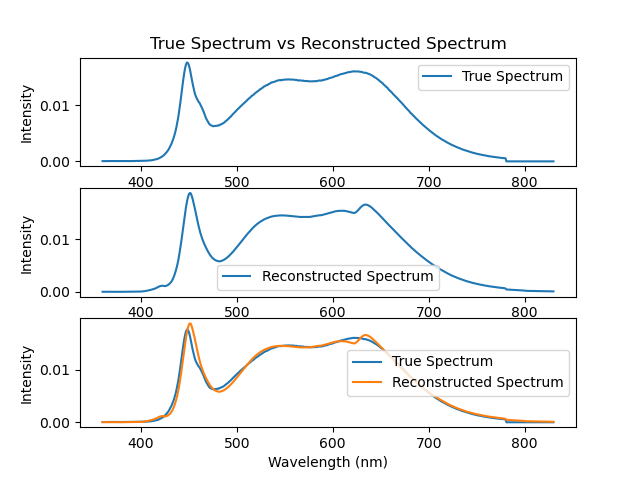 True Spectrum vs Reconstructed Spectrum
Intensity
0.01
0.00
True Spectrum
400 500 600 700 800
Intensity
0.01
0.00
Reconstructed Spectrum
400 500 600 700 800
Intensity
0.01
0.00
True Spectrum
Reconstructed Spectrum
400 500 600 700 800
Wavelength (nm)